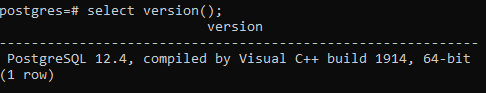 postgres=# select version();
version
------------------------------------------------------------
PostgreSQL 12.4, compiled by Visual C++ build 1914, 64-bit
(1 row)